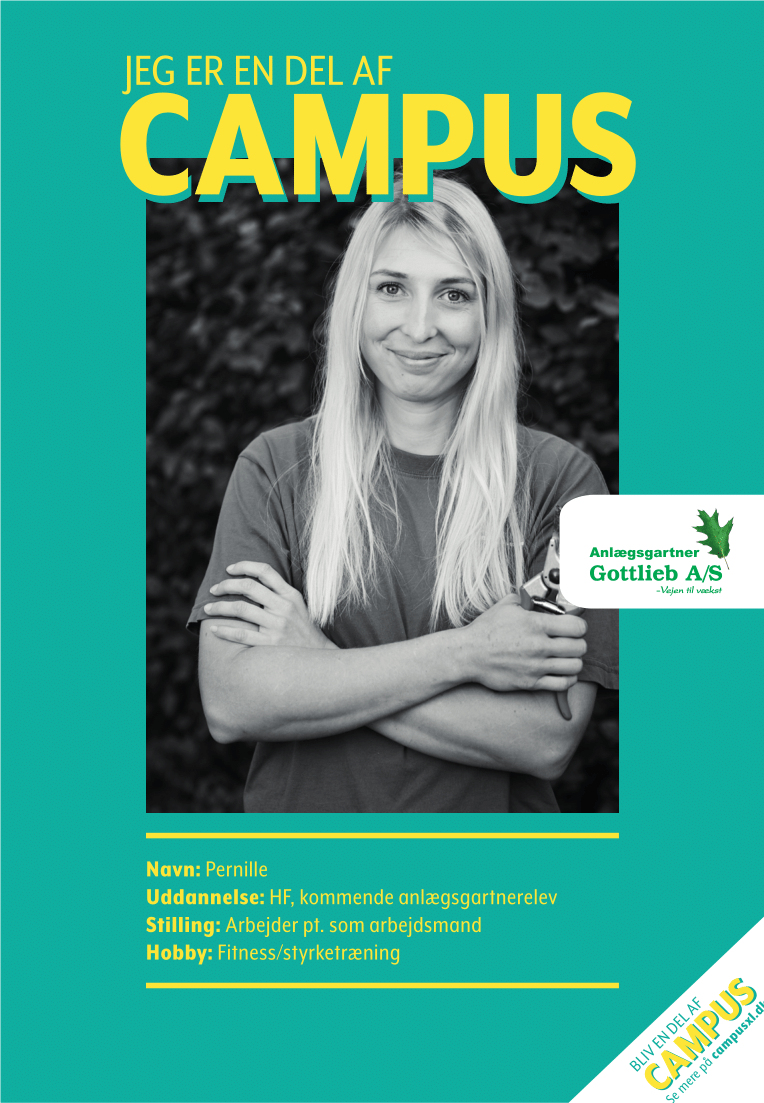 JEG ER EN DEL AF
CAMPUS
Anlægsgartner
Gottlieb A/S
-Vejen til vækst
Navn: Pernille
Uddannelse: HF, kommende anlægsgartnerelev
Stilling: Arbejder pt. som arbejdsmand
Hobby: Fitness/styrketræning
BLIV EN DEL AF
CAMPUS
Se mere på campusxl.dk